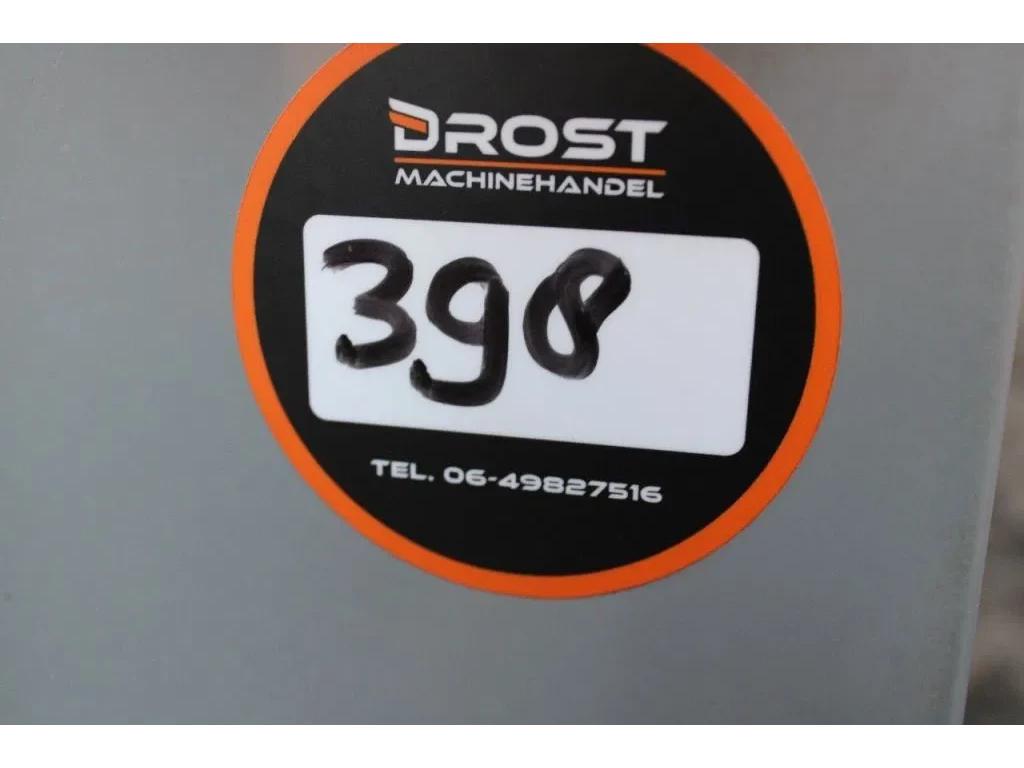 DROST
MACHINEHANDEL
398
TEL. 06-49827516